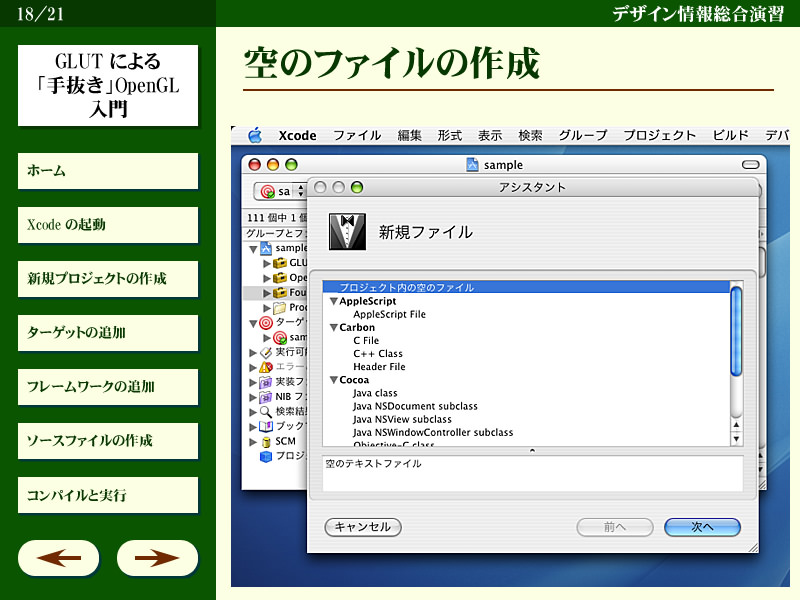 18/21
デザイン情報総合演習
GLUT による
「手抜き」OpenGL
入門
ホーム
Xcode の起動
新規プロジェクトの作成
ターゲットの追加
フレームワークの追加
ソースファイルの作成
コンパイルと実行
空のファイルの作成
Xcode ファイル 編集 形式 表示 検索 グループ プロジェクト ビルド デバ
sample
sa
アシスタント
111 個中 1 個
グループとフ
sample
GLU
Ope
Fou
Proc
ターゲ
sam
実行可能
エラー
実装フ
NIB フ
検索結果
ブック
SCM
プロジ
新規ファイル
プロジェクト内の空のファイル
AppleScript
AppleScript File
Carbon
C File
C++ Class
Header File
Cocoa
Java class
Java NSDocument subclass
Java NSView subclass
Java NSWindowController subclass
Objective-C class
空のテキストファイル
キャンセル
前へ
次へ